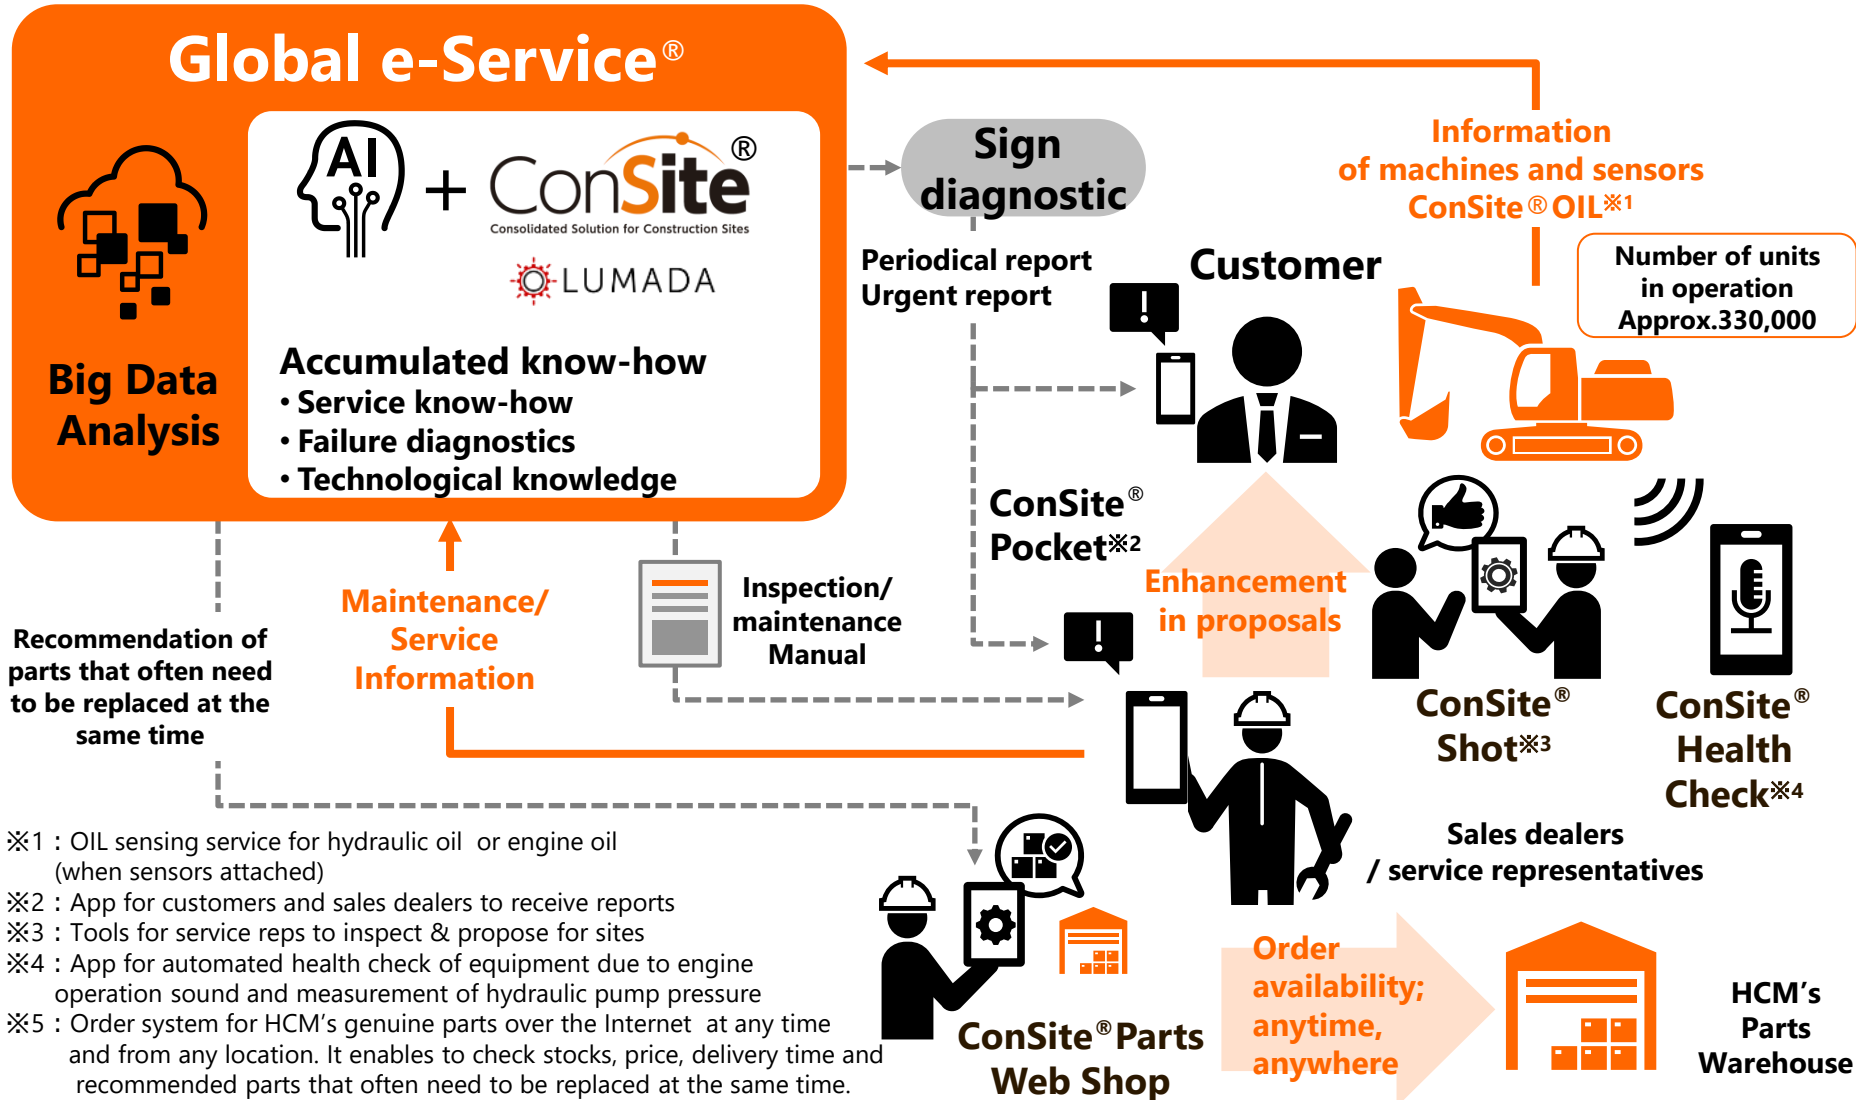 Global e-Service®
AI
+
ConSite®
Consolidated Solution for Construction Sites
LUMADA
Big Data
Analysis
Accumulated know-how
・Service know-how
・Failure diagnostics
・Technological knowledge
Sign
diagnostic
Periodical report
Urgent report
Information
of machines and sensors
ConSite®OIL※1
Number of units
in operation
Approx.330,000
Customer
!
ConSite®
Pocket※2
Enhancement
in proposals
!
ConSite®
Shot※3
ConSite®
Health
Check※4
Maintenance/
Service
Information
Inspection/
maintenance
Manual
Recommendation of
parts that often need
to be replaced at the
same time
Sales dealers
/ service representatives
※1：OIL sensing service for hydraulic oil or engine oil
(when sensors attached)
※2：App for customers and sales dealers to receive reports
※3：Tools for service reps to inspect & propose for sites
※4：App for automated health check of equipment due to engine
operation sound and measurement of hydraulic pump pressure
※5：Order system for HCM's genuine parts over the Internet at any time
and from any location. It enables to check stocks, price, delivery time and
recommended parts that often need to be replaced at the same time.
ConSite®Parts
Web Shop
Order
availability;
anytime,
anywhere
HCM's
Parts
Warehouse